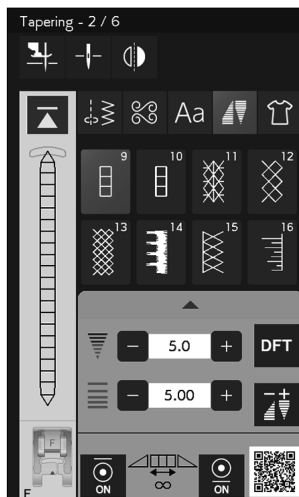 Tapering - 2 / 6
Aa
9 10 11 12
13 14 15 16
− 5.0 + DFT
− 5.00 +
F
ON ∞ ON
F